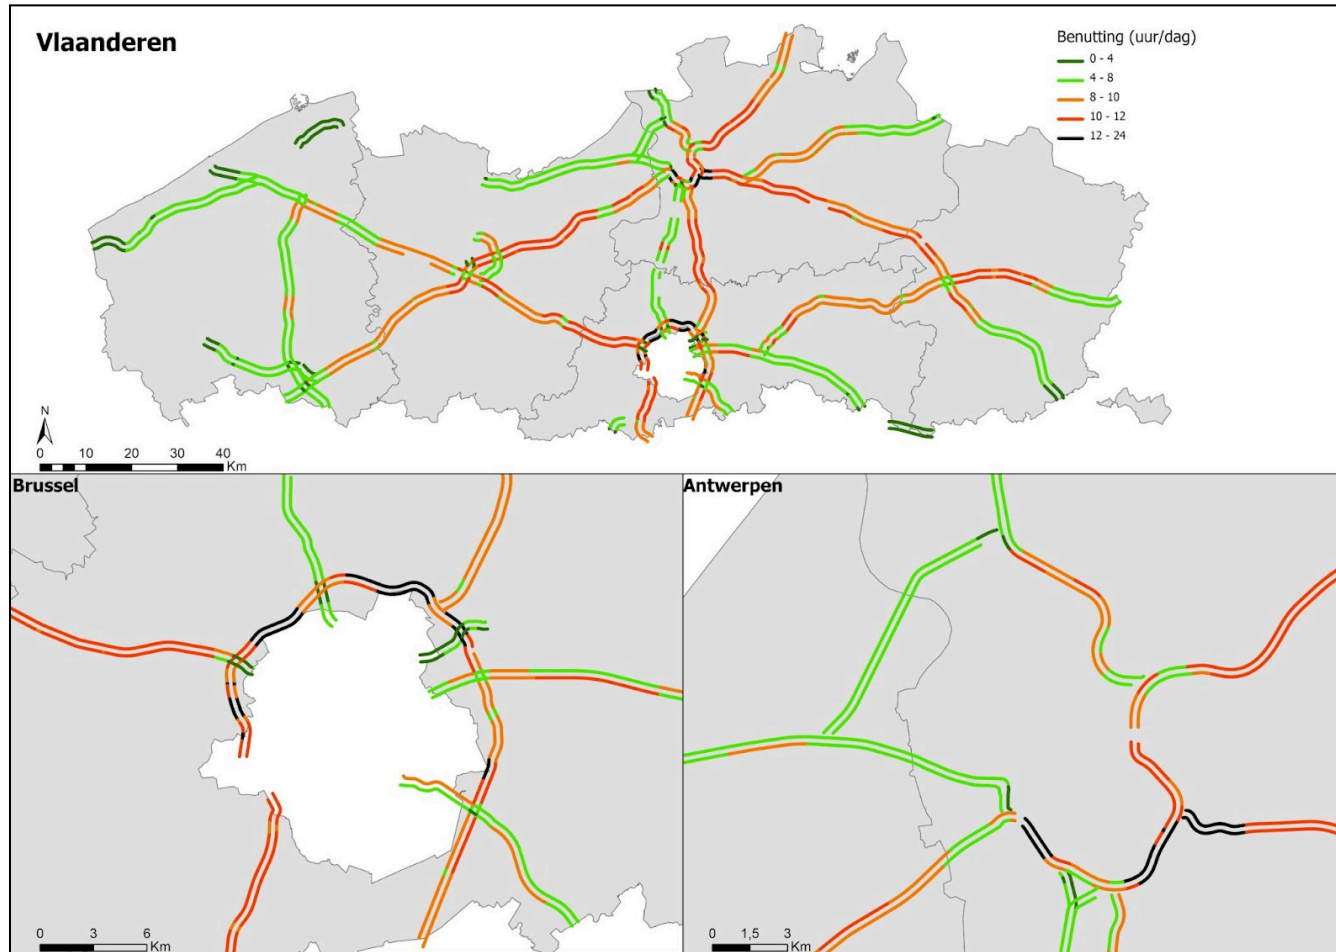 Vlaanderen
Benutting (uur/dag)
0 - 4
4 - 8
8 - 10
10 - 12
12 - 24
N
0 10 20 30 40
Km
Brussel
0 3 6
Km
Antwerpen
0 1,5 3
Km